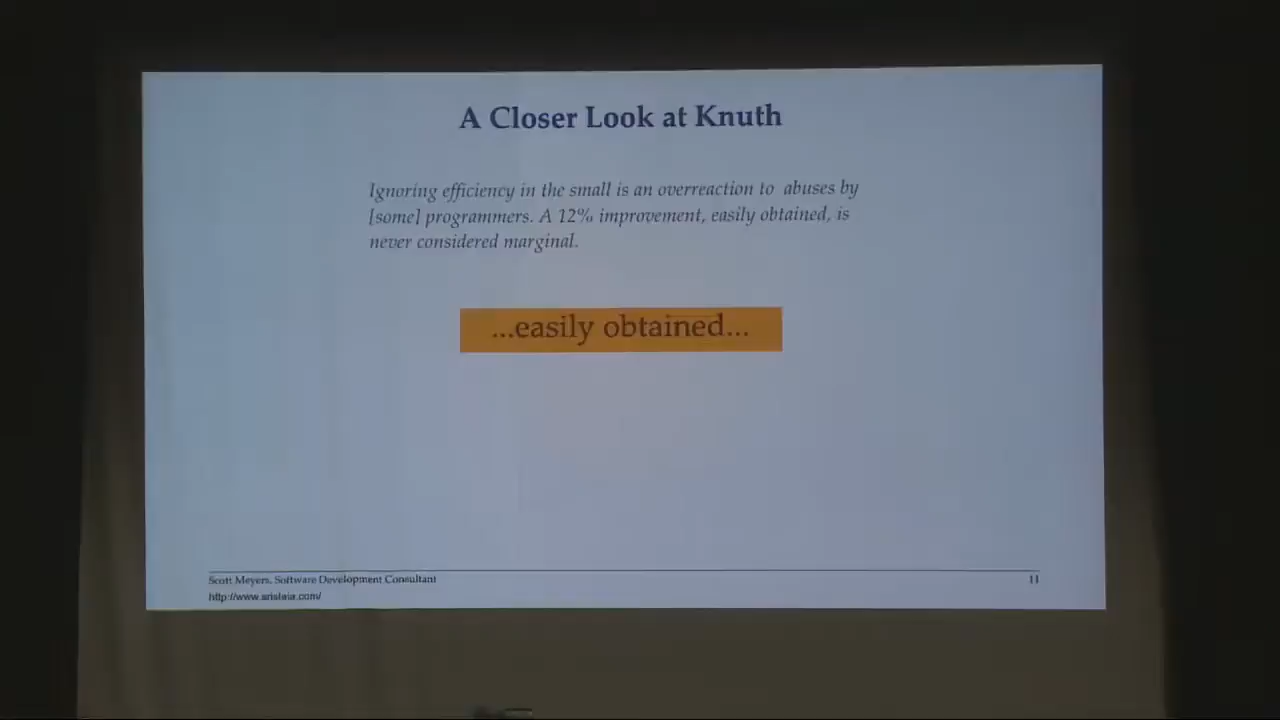 A Closer Look at Knuth
Ignoring efficiency in the small is an overreaction to abuses by
[some] programmers. A 12% improvement, easily obtained, is
never considered marginal.
...easily obtained...
Scott Meyers, Software Development Consultant
11
http://www.aristeia.com/